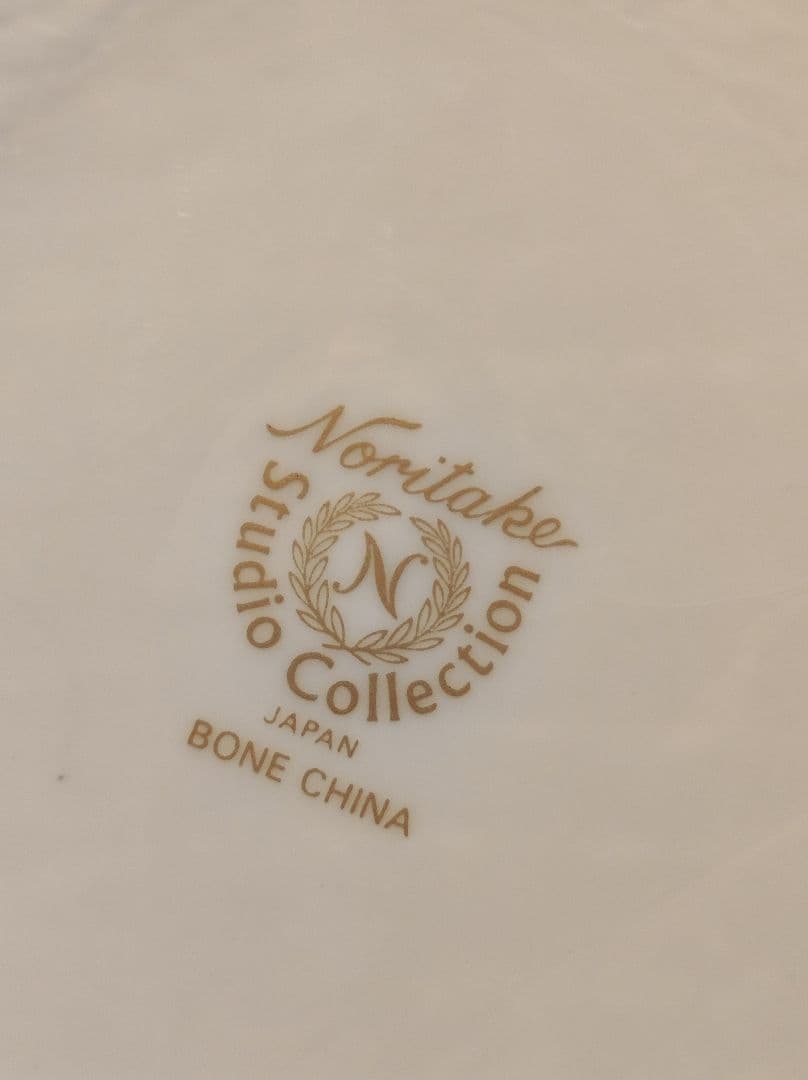 Noritake
Studio Collection
N
JAPAN
BONE CHINA